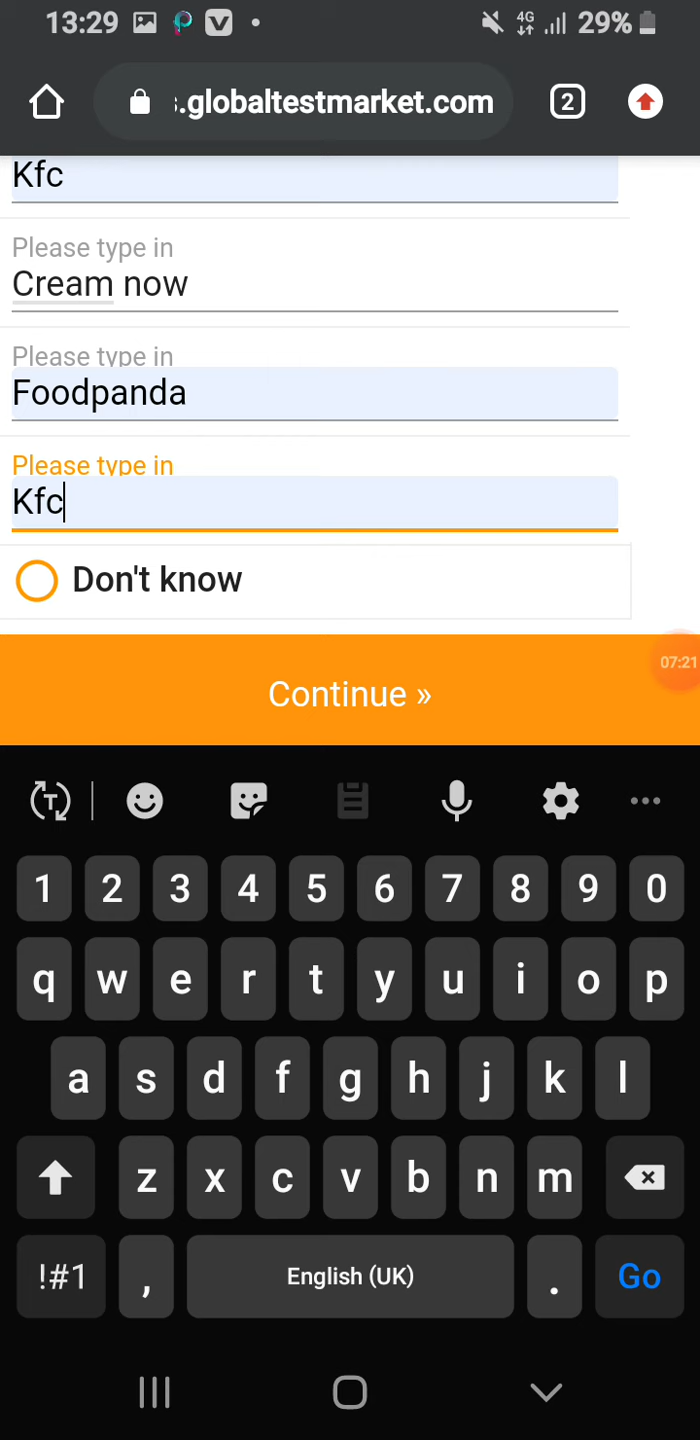 13:29
4G
29%
s.globaltestmarket.com
2
Kfc
Please type in
Cream now
Please type in
Foodpanda
Please type in
Kfc
Don't know
07:21
Continue »
T
1 2 3 4 5 6 7 8 9 0
q w e r t y u i o p
a s d f g h j k l
z x c v b n m
!#1 , English (UK) . Go